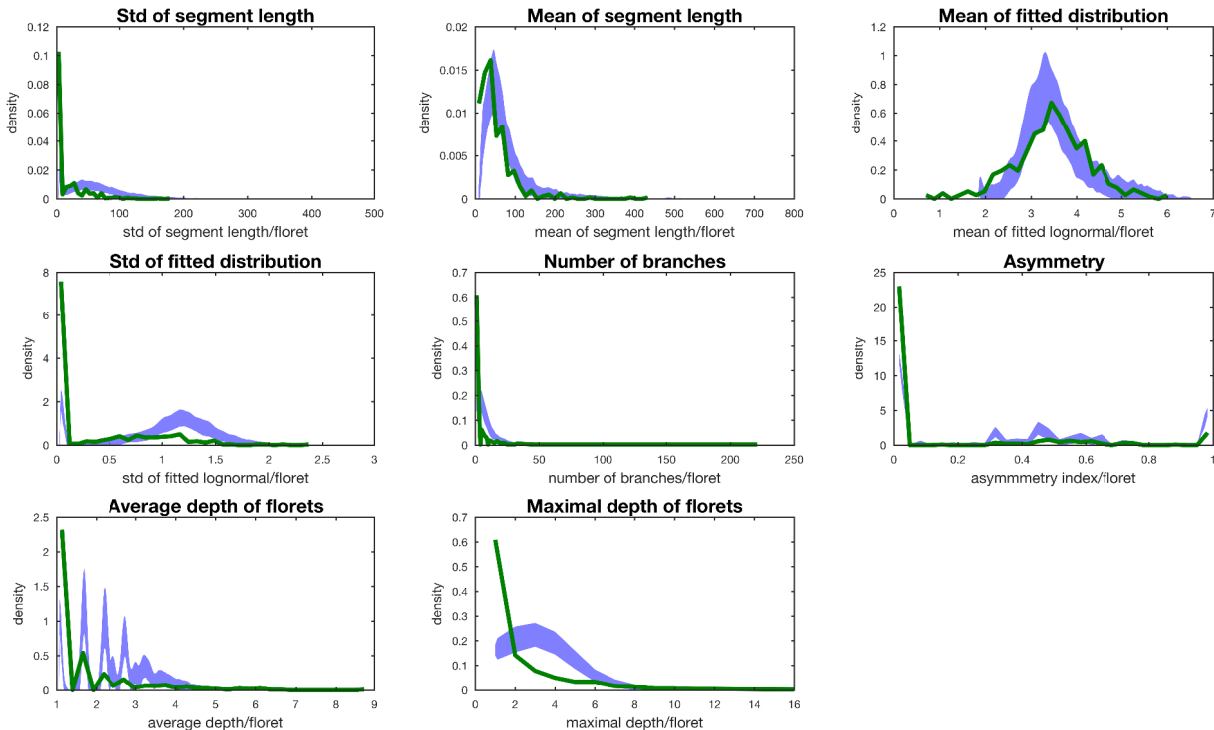 Std of segment length
0.12
0.1
0.08
0.06
0.04
0.02
0
density
0 100 200 300 400 500
std of segment length/floret
Mean of segment length
0.02
0.015
0.01
0.005
0
density
0 100 200 300 400 500 600 700 800
mean of segment length/floret
Mean of fitted distribution
1.2
1
0.8
0.6
0.4
0.2
0
density
0 1 2 3 4 5 6 7
mean of fitted lognormal/floret
Std of fitted distribution
8
6
4
2
0
density
0 0.5 1 1.5 2 2.5 3
std of fitted lognormal/floret
Number of branches
0.7
0.6
0.5
0.4
0.3
0.2
0.1
0
density
0 50 100 150 200 250
number of branches/floret
Asymmetry
25
20
15
10
5
0
density
0 0.2 0.4 0.6 0.8 1
asymmmetry index/floret
Average depth of florets
2.5
2
1.5
1
0.5
0
density
1 2 3 4 5 6 7 8 9
average depth/floret
Maximal depth of florets
0.7
0.6
0.5
0.4
0.3
0.2
0.1
0
density
0 2 4 6 8 10 12 14 16
maximal depth/floret